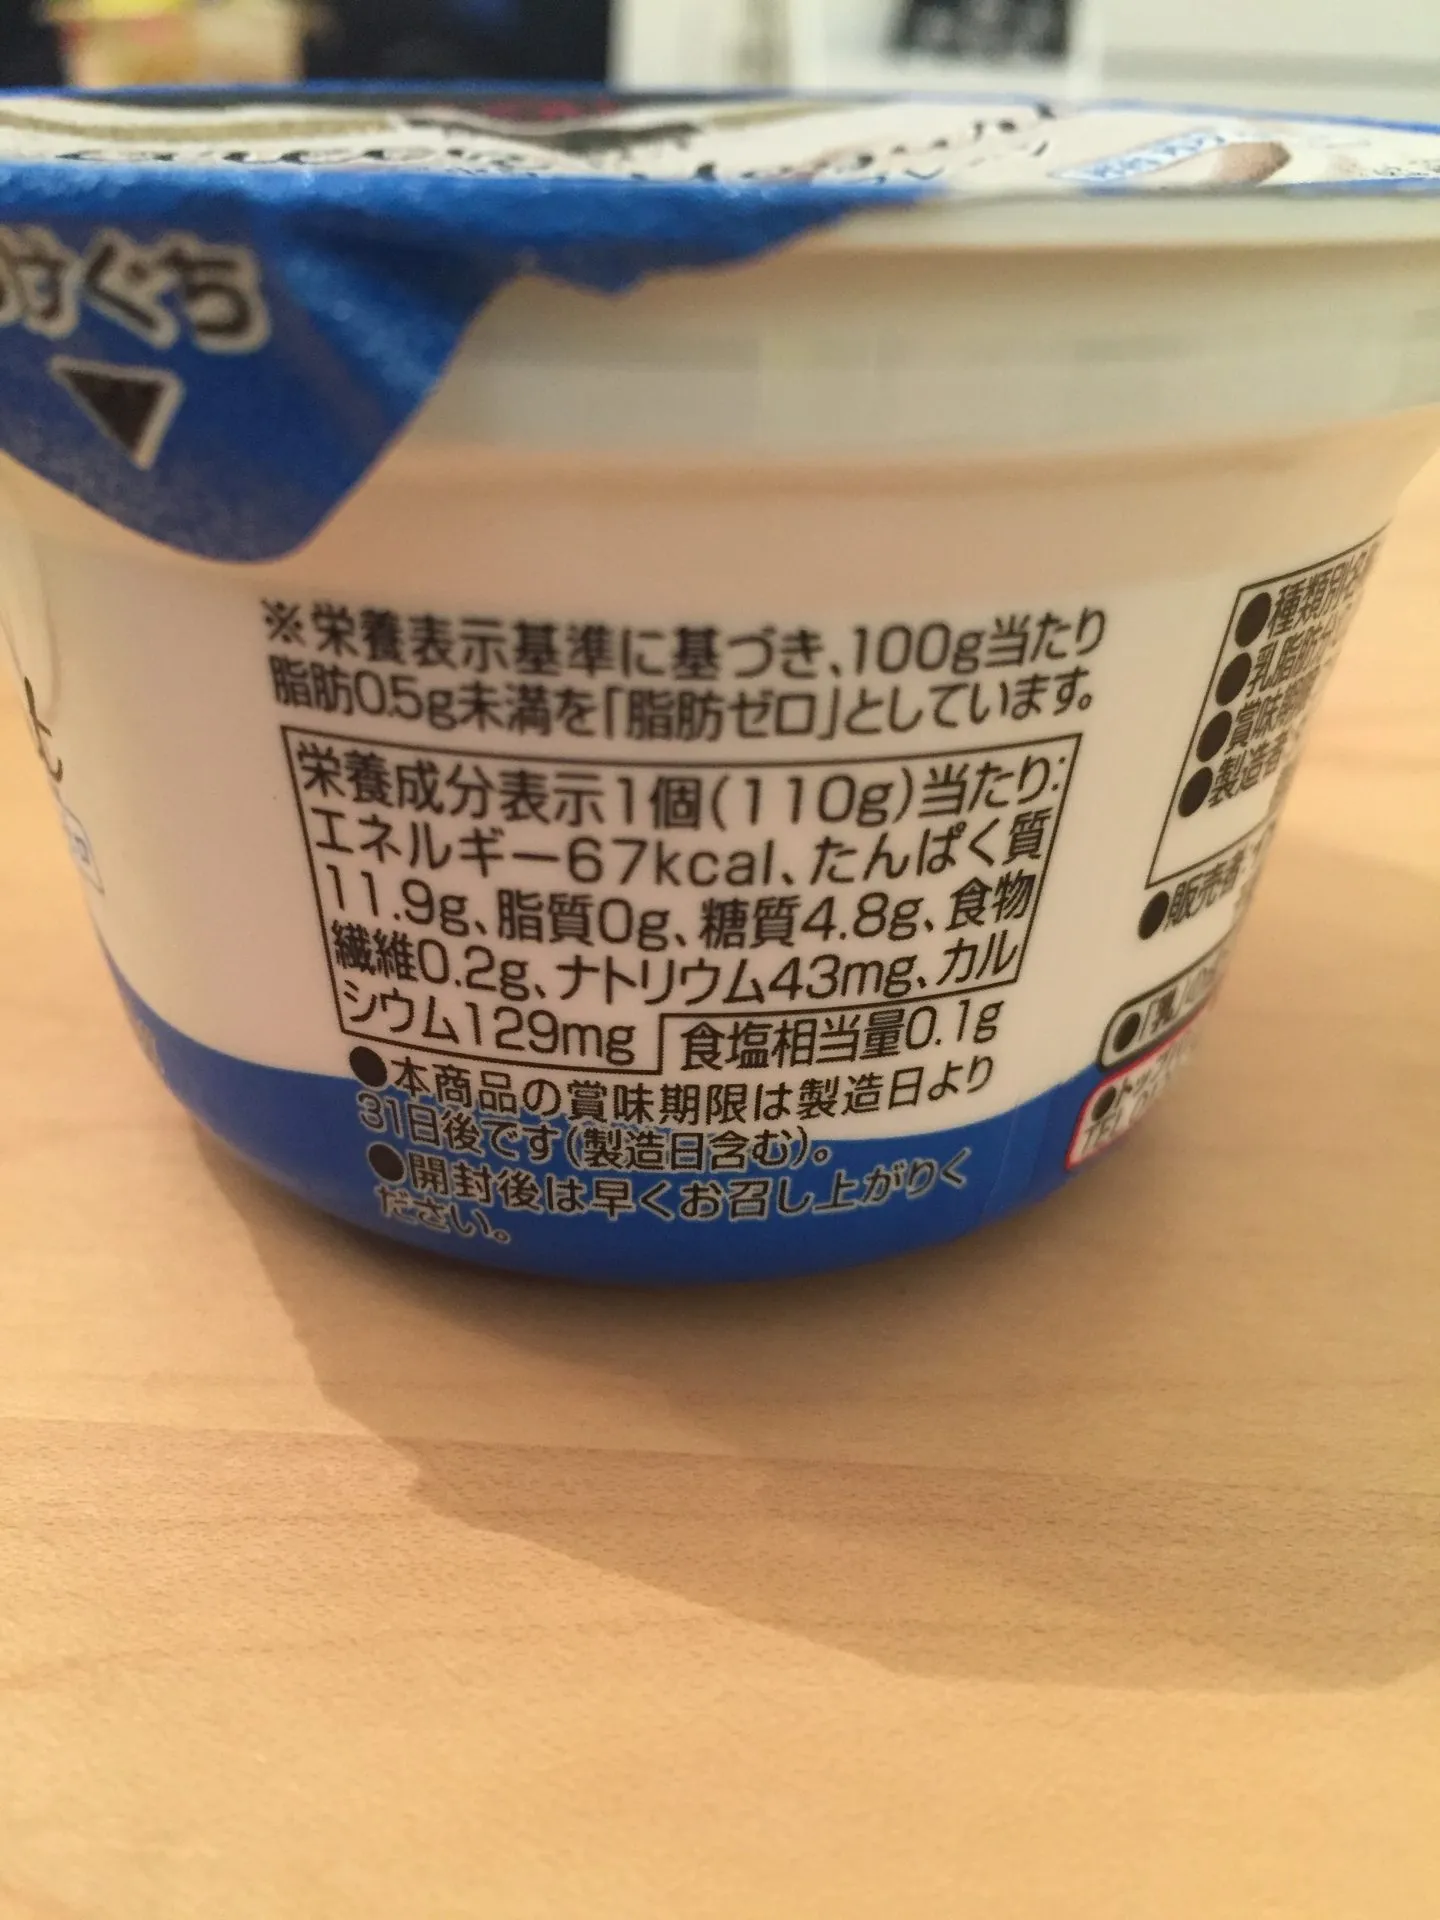 けぐち
※栄養表示基準に基づき、100g当たり
脂肪0.5g未満を「脂肪ゼロ」としています。
栄養成分表示1個(110g)当たり:
エネルギー67kcal、たんぱく質
11.9g、脂質0g、糖質4.8g、食物
繊維0.2g、ナトリウム43mg、カル
シウム129mg 食塩相当量0.1g
●本商品の賞味期限は製造日より
31日後です(製造日含む)。
●開封後は早くお召し上がりく
ださい。
と
●種類別名
●乳脂肪分
●賞味期限
●製造者
●販売者:
●「乳」
TEL